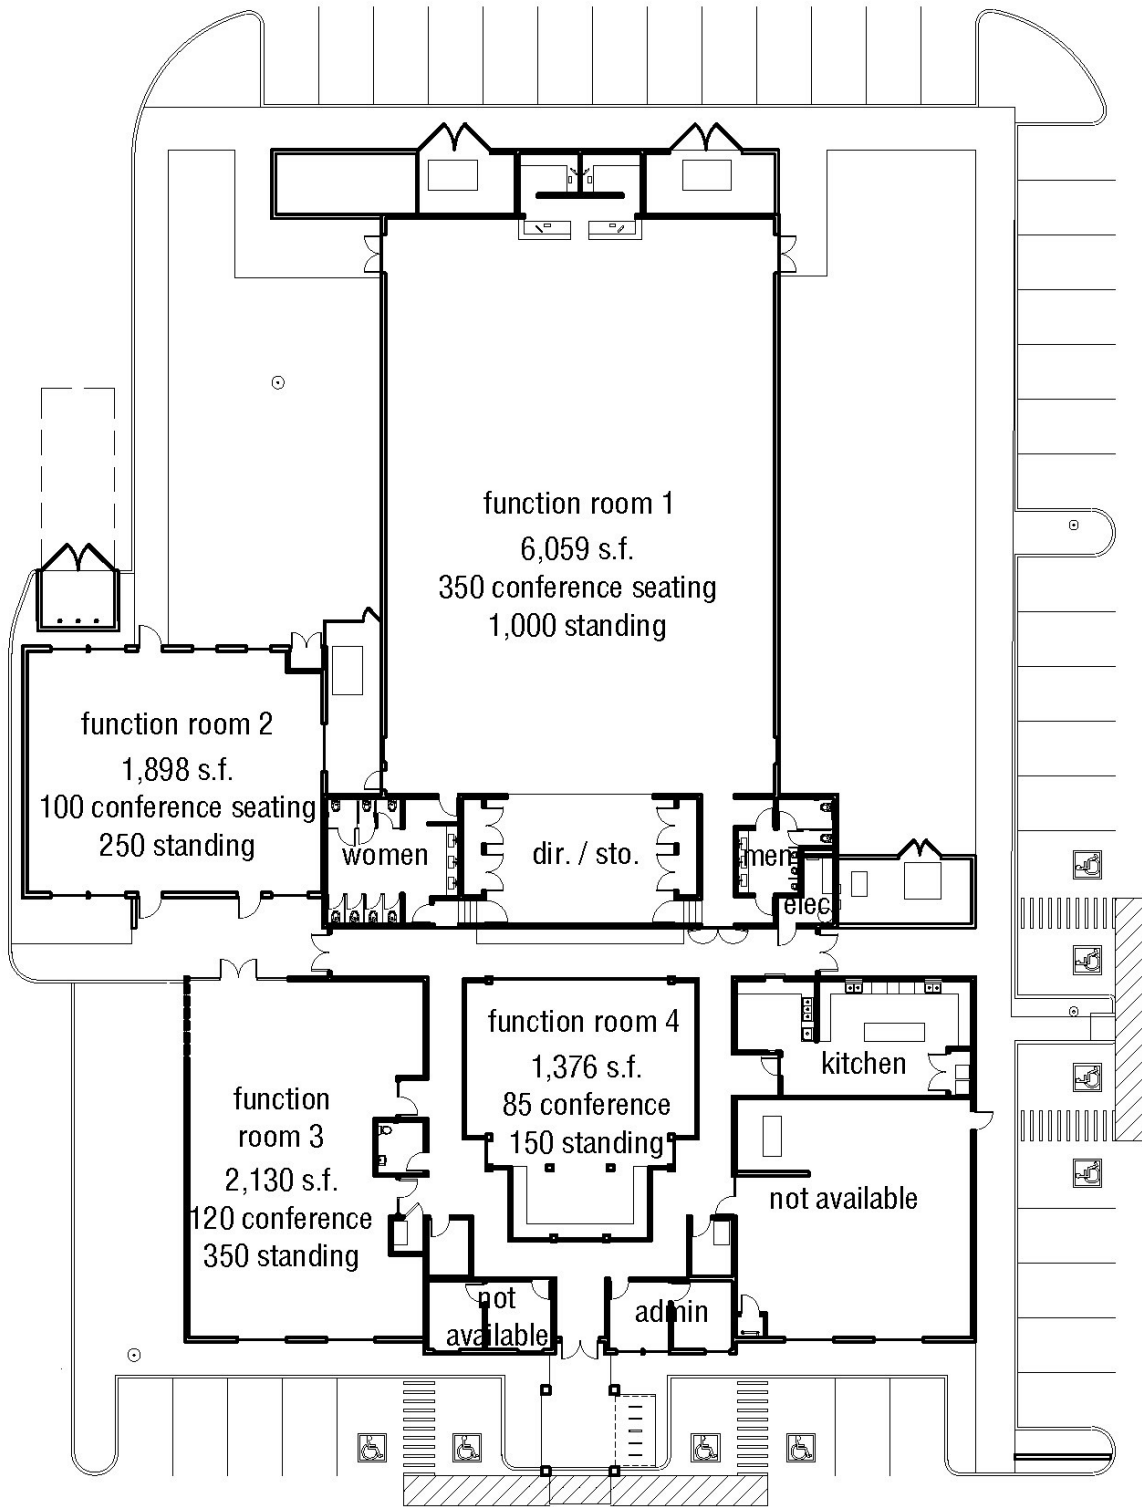 function room 1
6,059 s.f.
350 conference seating
1,000 standing
function room 2
1,898 s.f.
100 conference seating
250 standing
women
dir. / sto.
men
elec.
function room 4
1,376 s.f.
85 conference
150 standing
kitchen
function
room 3
2,130 s.f.
120 conference
350 standing
not available
not
available
admin